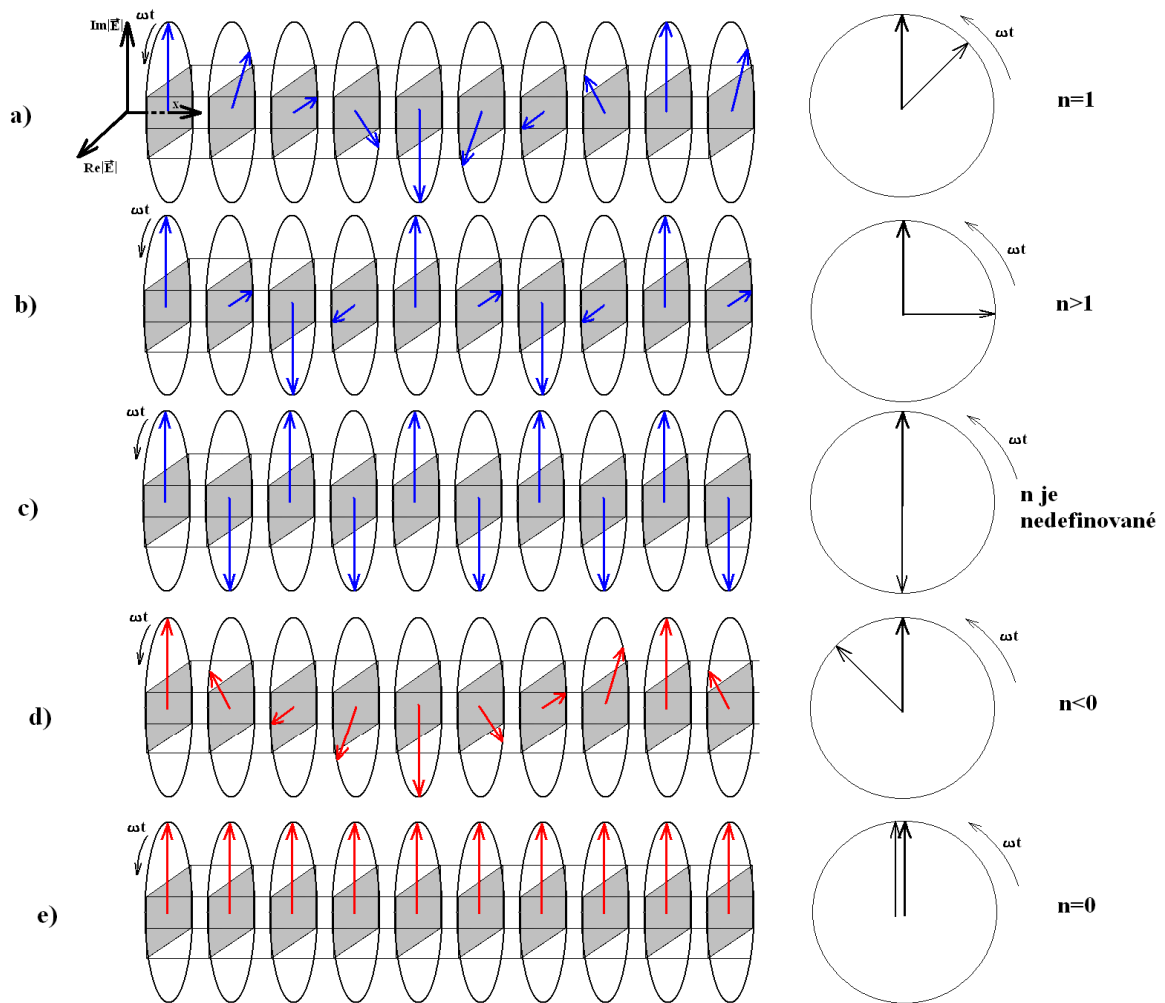 Im|E⃗|
ωt
x
Re|E⃗|
a)
ωt
n=1
ωt
b)
ωt
n>1
ωt
c)
ωt
n je
nedefinované
ωt
d)
ωt
n<0
ωt
e)
ωt
n=0